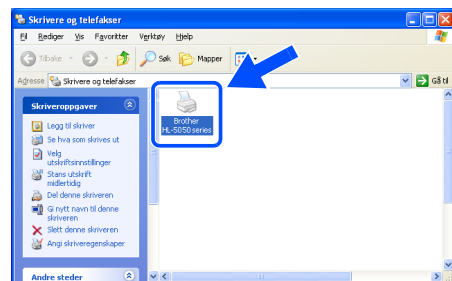 Skrivere og telefakser
Fil Rediger Vis Favoritter Verktøy Hjelp
Tilbake Søk Mapper
Adresse Skrivere og telefakser Gå til
Skriveroppgaver
Legg til skriver
Se hva som skrives ut
Velg
utskriftsinnstillinger
Stans utskrift
midlertidig
Del denne skriveren
Gi nytt navn til denne
skriveren
Slett denne skriveren
Angi skriveregenskaper
Andre steder
Brother
HL-5050 series